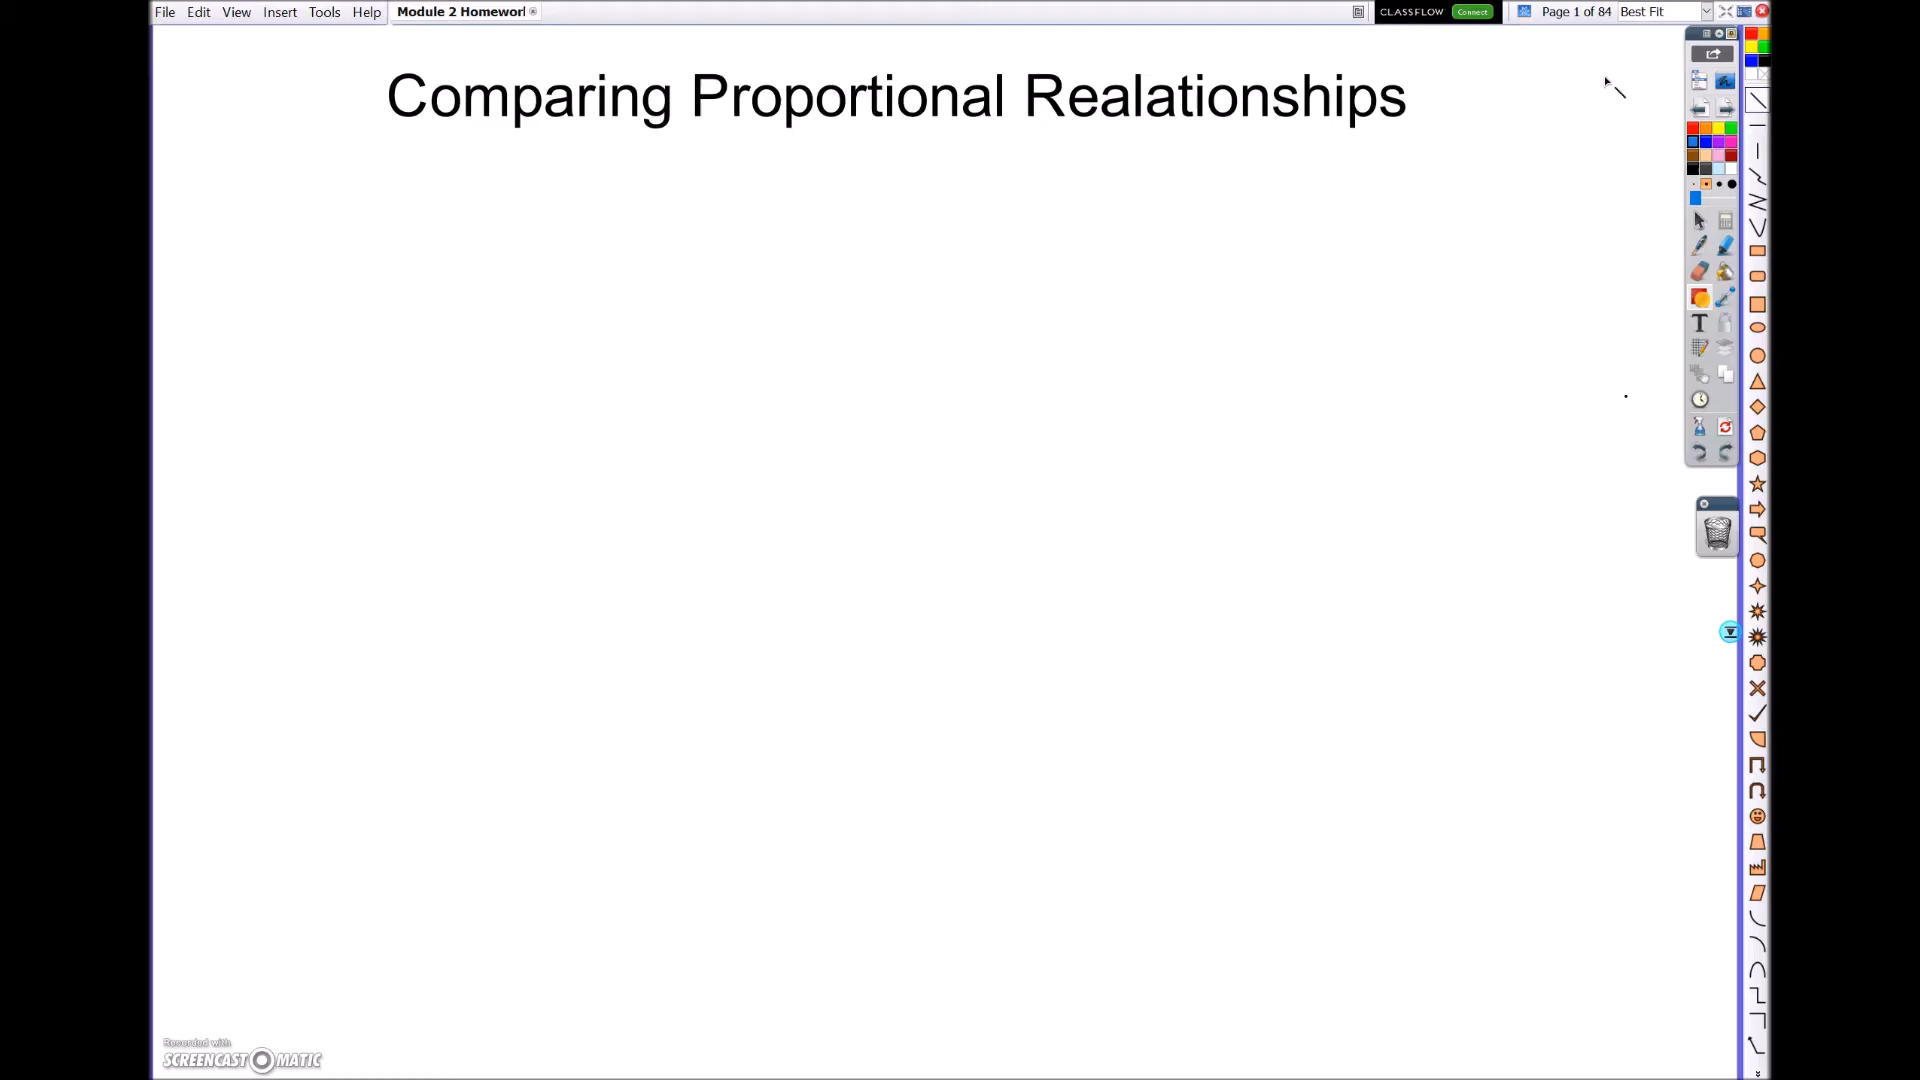 File Edit View Insert Tools Help Module 2 Homeworl CLASSFLOW Connect Page 1 of 84 Best Fit
Comparing Proportional Realationships
T
Recorded with
SCREENCAST MATIC